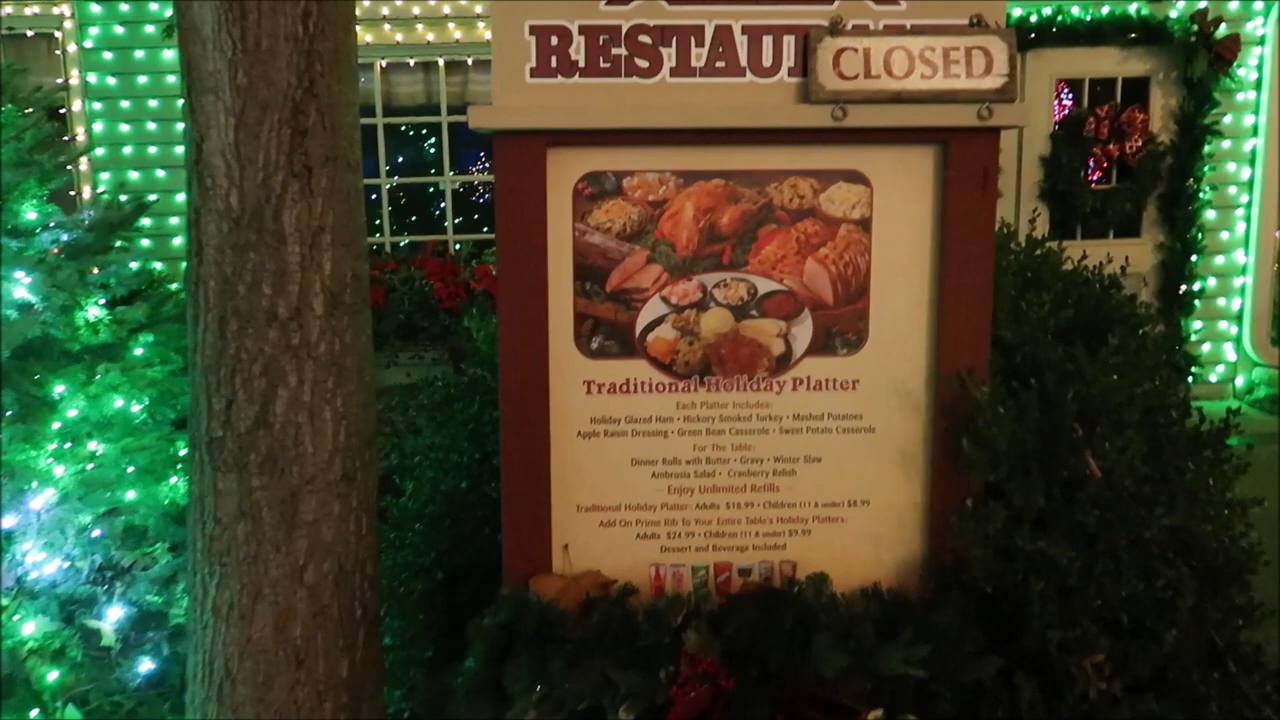 RESTAU
CLOSED
Traditional Holiday Platter
Each Platter Includes:
Holiday Glazed Ham • Hickory Smoked Turkey • Mashed Potatoes
Apple Raisin Dressing • Green Bean Casserole • Sweet Potato Casserole
For The Table:
Dinner Rolls with Butter • Gravy • Winter Slaw
Ambrosia Salad • Cranberry Relish
Enjoy Unlimited Refills
Traditional Holiday Platter: Adults $18.99 • Children (11 & under) $8.99
Add On Prime Rib To Your Entire Table's Holiday Platters:
Adults $24.99 • Children (11 & under) $9.99
Dessert and Beverage Included